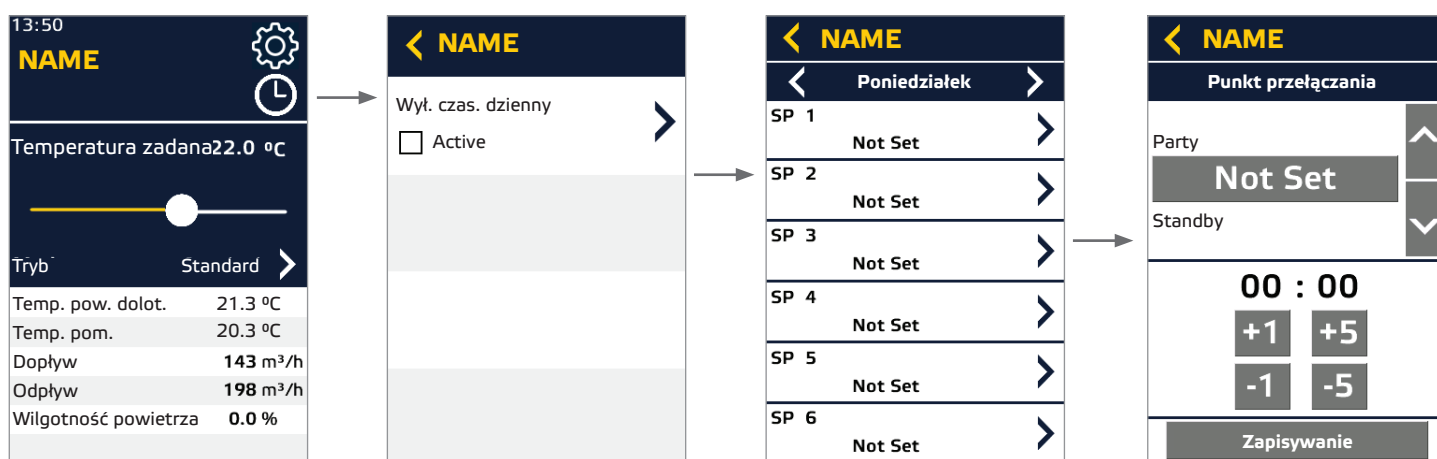 13:50
NAME
Temperatura zadana22.0 ºC
Tryb Standard
Temp. pow. dolot. 21.3 ºC
Temp. pom. 20.3 ºC
Dopływ 143 m³/h
Odpływ 198 m³/h
Wilgotność powietrza 0.0 %
NAME
Wył. czas. dzienny
Active
NAME
Poniedziałek
SP 1
Not Set
SP 2
Not Set
SP 3
Not Set
SP 4
Not Set
SP 5
Not Set
SP 6
Not Set
NAME
Punkt przełączania
Party
Not Set
Standby
00 : 00
+1 +5
-1 -5
Zapisywanie